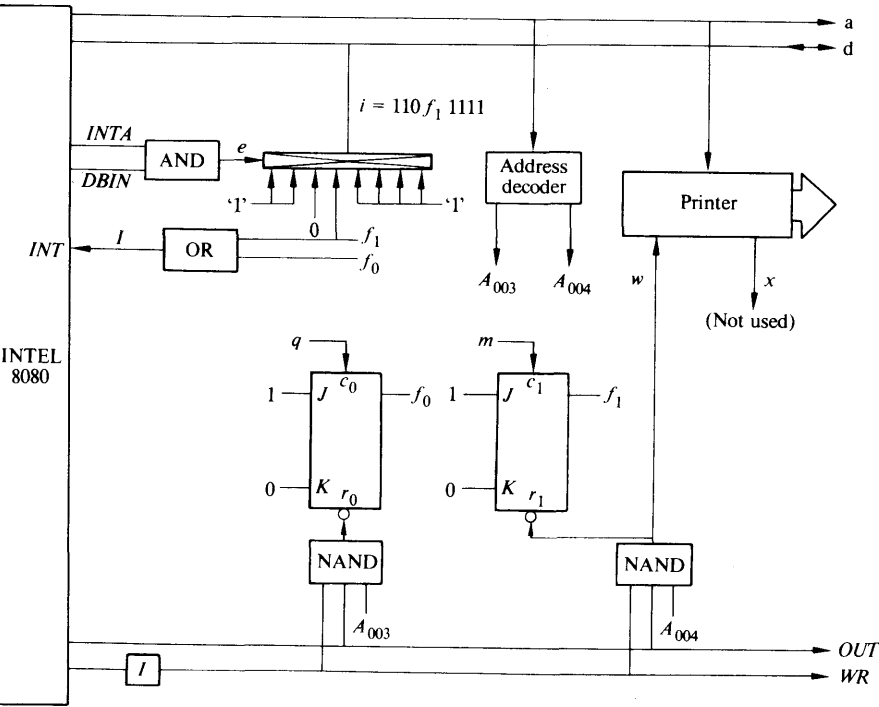 a
d
i = 110 f₁ 1111
INTA
AND
e
DBIN
Address
decoder
Printer
'1'
0
'1'
INT
I
OR
f₁
f₀
A₀₀₃
A₀₀₄
w
x
(Not used)
INTEL
8080
q
m
c₀
c₁
1
J
f₀
1
J
f₁
0
K
r₀
0
K
r₁
NAND
NAND
A₀₀₃
A₀₀₄
OUT
I
WR